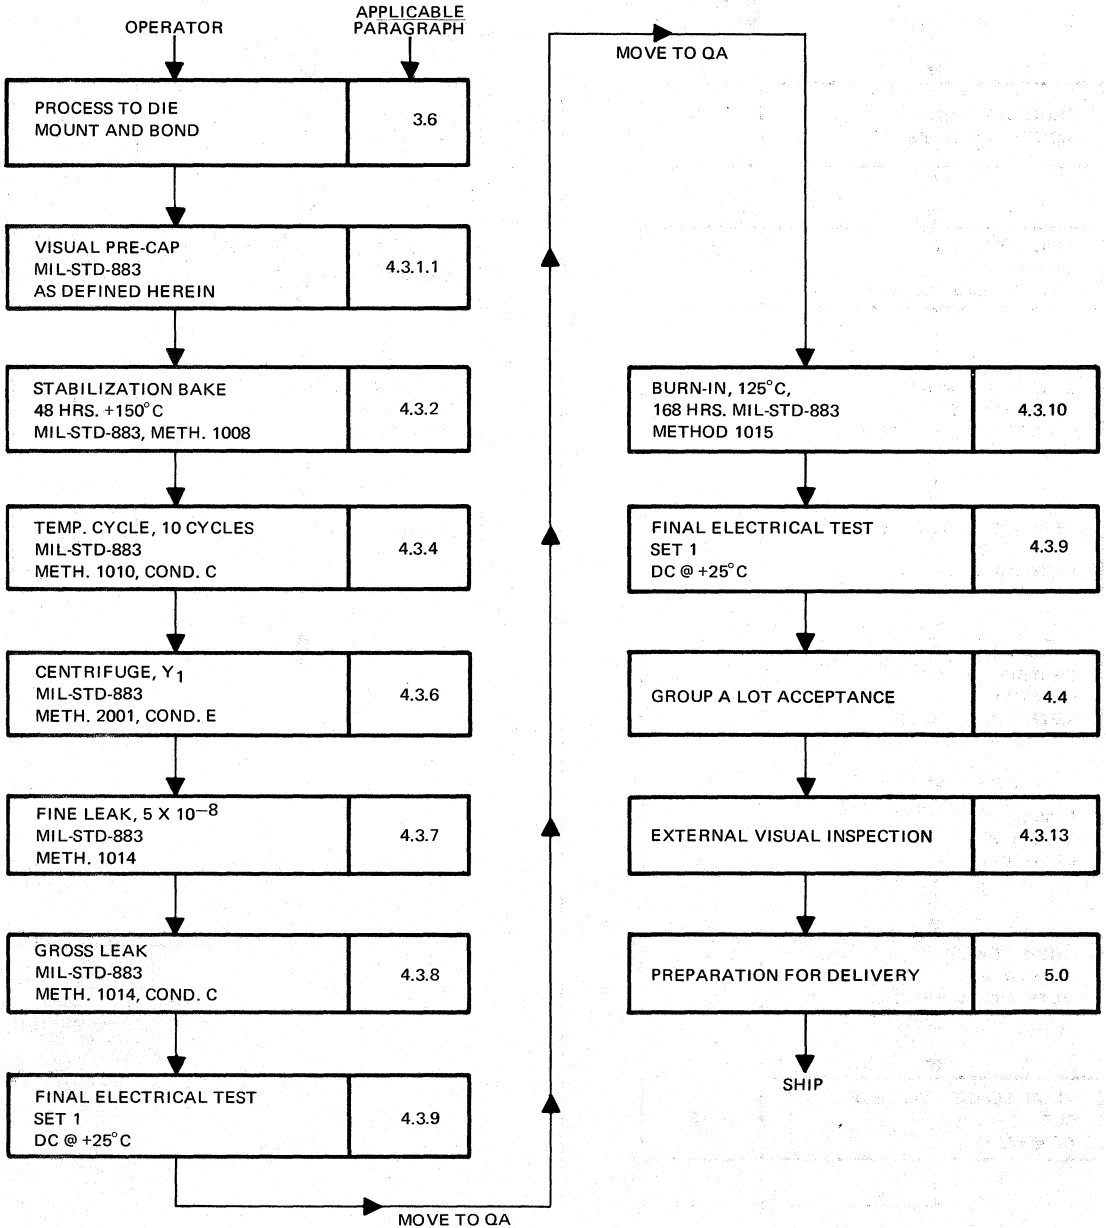 OPERATOR
APPLICABLE
PARAGRAPH
PROCESS TO DIE
MOUNT AND BOND
3.6
VISUAL PRE-CAP
MIL-STD-883
AS DEFINED HEREIN
4.3.1.1
STABILIZATION BAKE
48 HRS. +150°C
MIL-STD-883, METH. 1008
4.3.2
TEMP. CYCLE, 10 CYCLES
MIL-STD-883
METH. 1010, COND. C
4.3.4
CENTRIFUGE, Y1
MIL-STD-883
METH. 2001, COND. E
4.3.6
FINE LEAK, 5 X 10−8
MIL-STD-883
METH. 1014
4.3.7
GROSS LEAK
MIL-STD-883
METH. 1014, COND. C
4.3.8
FINAL ELECTRICAL TEST
SET 1
DC @ +25°C
4.3.9
MOVE TO QA
MOVE TO QA
BURN-IN, 125°C,
168 HRS. MIL-STD-883
METHOD 1015
4.3.10
FINAL ELECTRICAL TEST
SET 1
DC @ +25°C
4.3.9
GROUP A LOT ACCEPTANCE
4.4
EXTERNAL VISUAL INSPECTION
4.3.13
PREPARATION FOR DELIVERY
5.0
SHIP